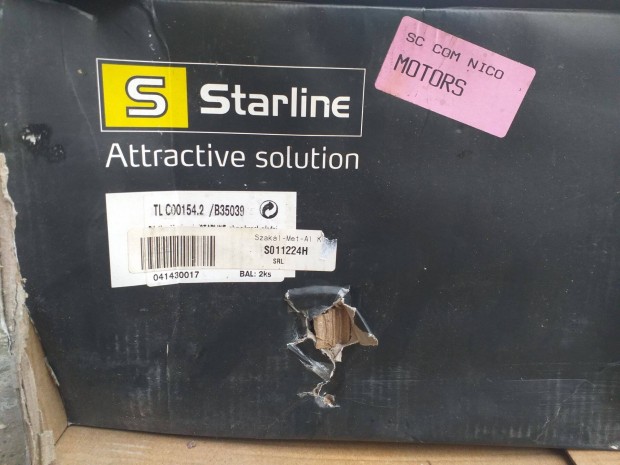 SC COM NICO
MOTORS
S Starline
Attractive solution
TL C00154.2 /B35039
Szakel-Met-Al K
S011224H
SRL
041430017 BAL: 2ks